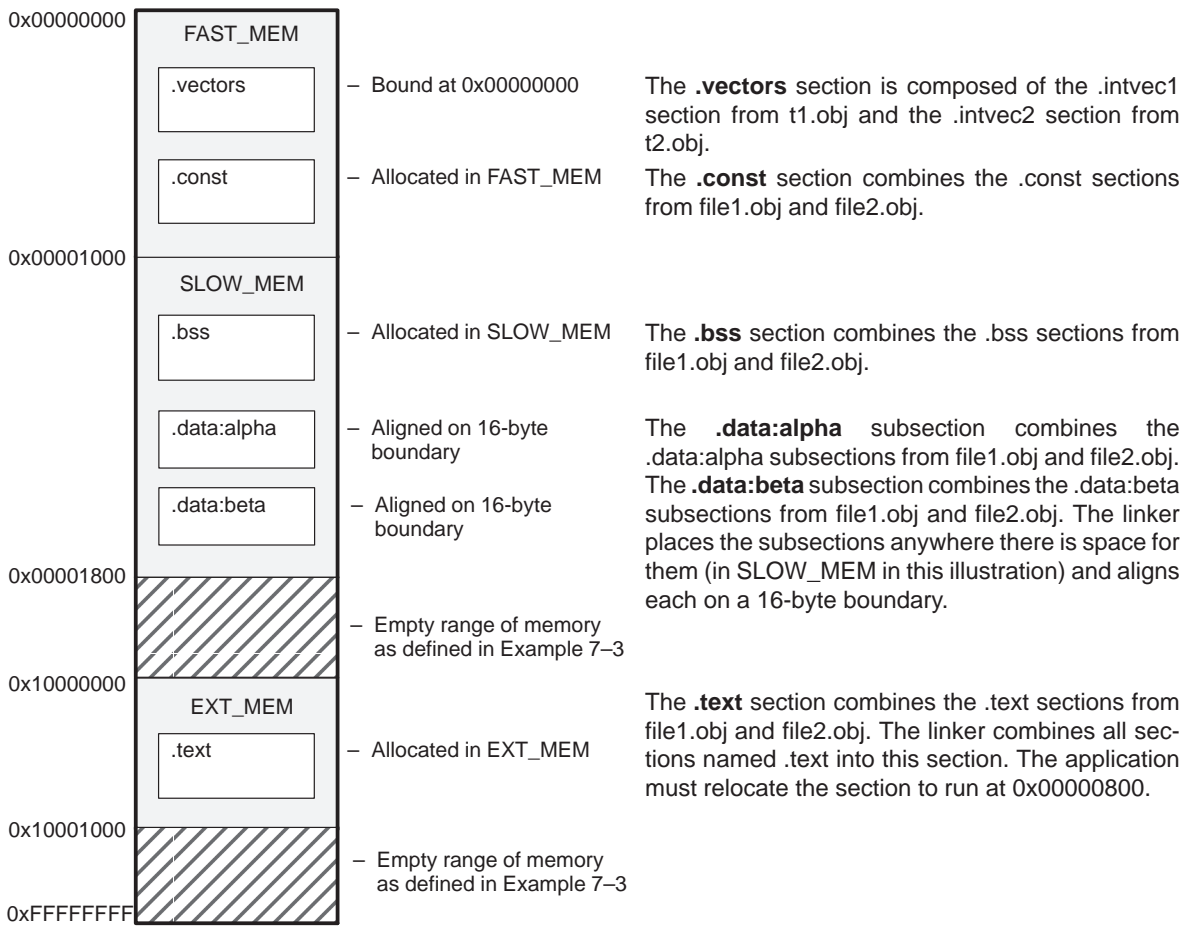 0x00000000
FAST_MEM
.vectors
– Bound at 0x00000000
The .vectors section is composed of the .intvec1
section from t1.obj and the .intvec2 section from
t2.obj.
.const
– Allocated in FAST_MEM
The .const section combines the .const sections
from file1.obj and file2.obj.
0x00001000
SLOW_MEM
.bss
– Allocated in SLOW_MEM
The .bss section combines the .bss sections from
file1.obj and file2.obj.
.data:alpha
– Aligned on 16-byte
boundary
The .data:alpha subsection combines the
.data:alpha subsections from file1.obj and file2.obj.
The .data:beta subsection combines the .data:beta
subsections from file1.obj and file2.obj. The linker
places the subsections anywhere there is space for
them (in SLOW_MEM in this illustration) and aligns
each on a 16-byte boundary.
.data:beta
– Aligned on 16-byte
boundary
0x00001800
– Empty range of memory
as defined in Example 7–3
0x10000000
EXT_MEM
.text
– Allocated in EXT_MEM
The .text section combines the .text sections from
file1.obj and file2.obj. The linker combines all sec-
tions named .text into this section. The application
must relocate the section to run at 0x00000800.
0x10001000
– Empty range of memory
as defined in Example 7–3
0xFFFFFFFF